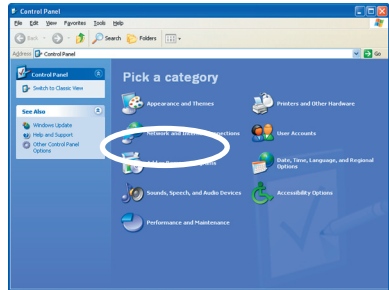 Control Panel
File Edit View Favorites Tools Help
Back Search Folders
Address Control Panel Go
Control Panel
Switch to Classic View
See Also
Windows Update
Help and Support
Other Control Panel
Options
Pick a category
Appearance and Themes
Printers and Other Hardware
Network and Internet Connections
User Accounts
Date, Time, Language, and Regional
Options
Sounds, Speech, and Audio Devices
Accessibility Options
Performance and Maintenance